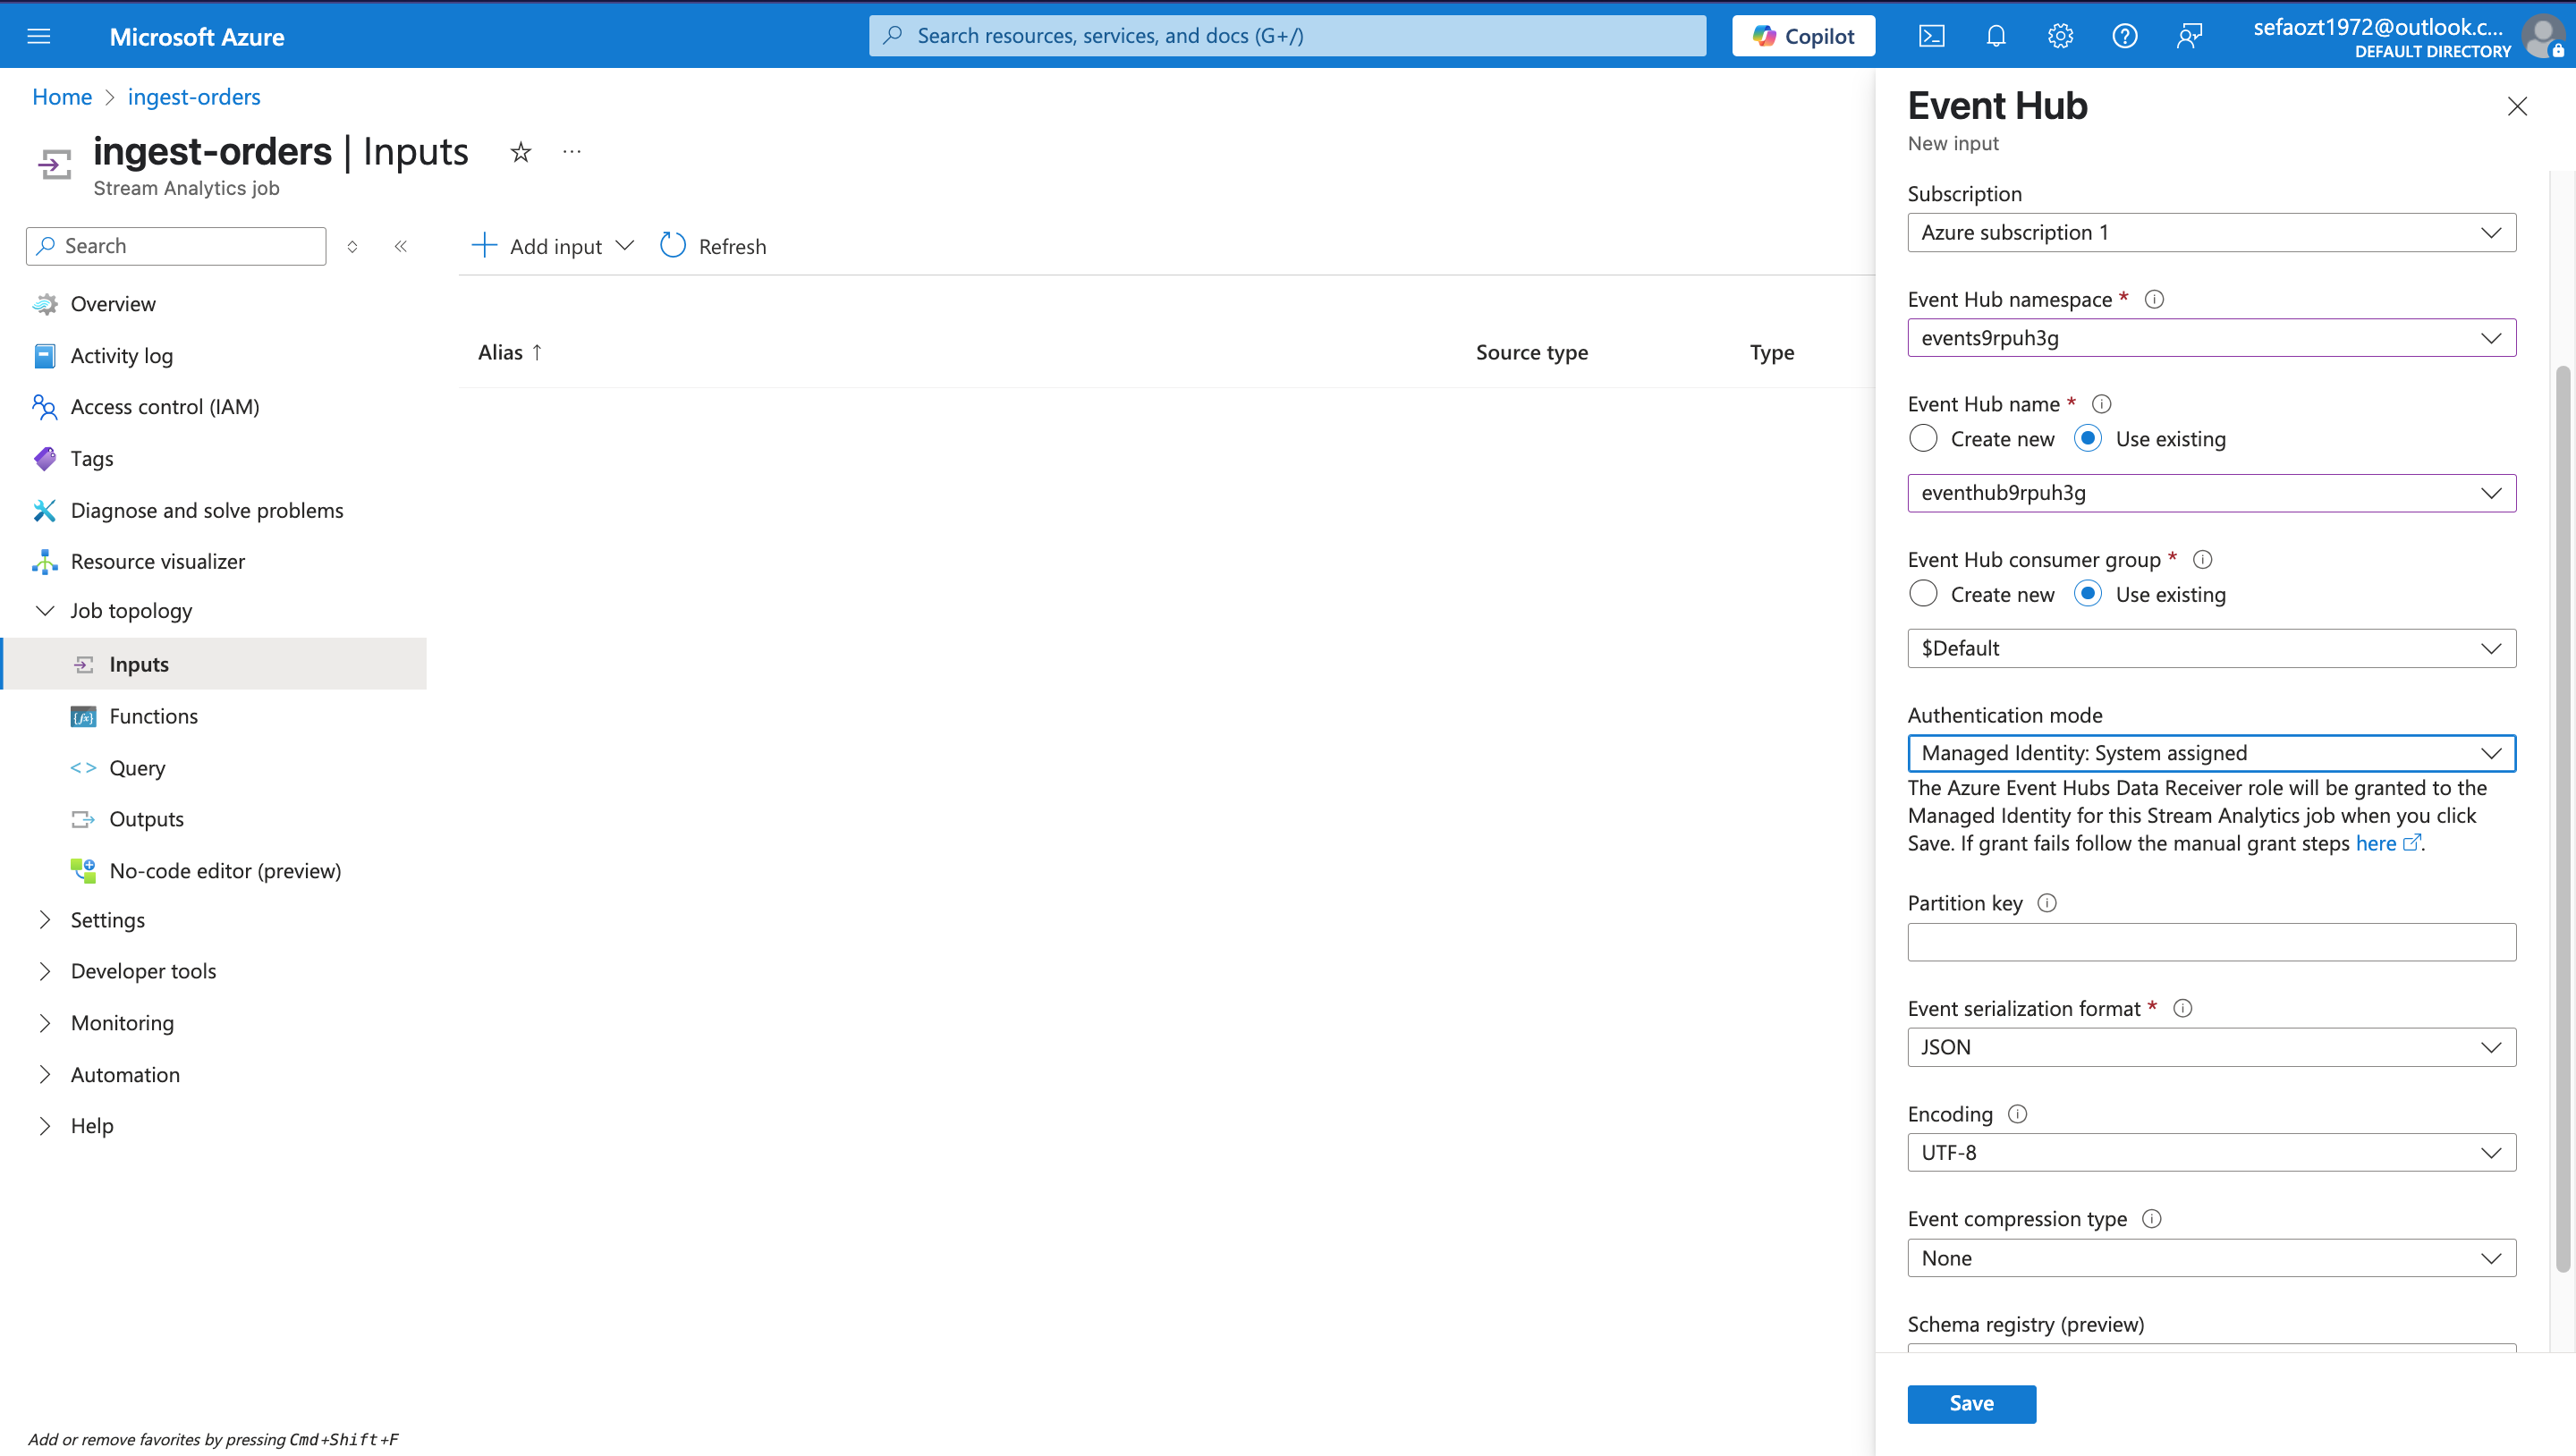 Microsoft Azure
Search resources, services, and docs (G+/)
Copilot
sefaozt1972@outlook.c...
DEFAULT DIRECTORY
Home > ingest-orders
ingest-orders | Inputs
Stream Analytics job
Search
Overview
Activity log
Access control (IAM)
Tags
Diagnose and solve problems
Resource visualizer
Job topology
Inputs
Functions
Query
Outputs
No-code editor (preview)
Settings
Developer tools
Monitoring
Automation
Help
Add or remove favorites by pressing Cmd+Shift+F
Add input
Refresh
Alias ↑ Source type Type
Event Hub
New input
Subscription
Azure subscription 1
Event Hub namespace *
events9rpuh3g
Event Hub name *
Create new Use existing
eventhub9rpuh3g
Event Hub consumer group *
Create new Use existing
$Default
Authentication mode
Managed Identity: System assigned
The Azure Event Hubs Data Receiver role will be granted to the
Managed Identity for this Stream Analytics job when you click
Save. If grant fails follow the manual grant steps here.
Partition key
Event serialization format *
JSON
Encoding
UTF-8
Event compression type
None
Schema registry (preview)
Save